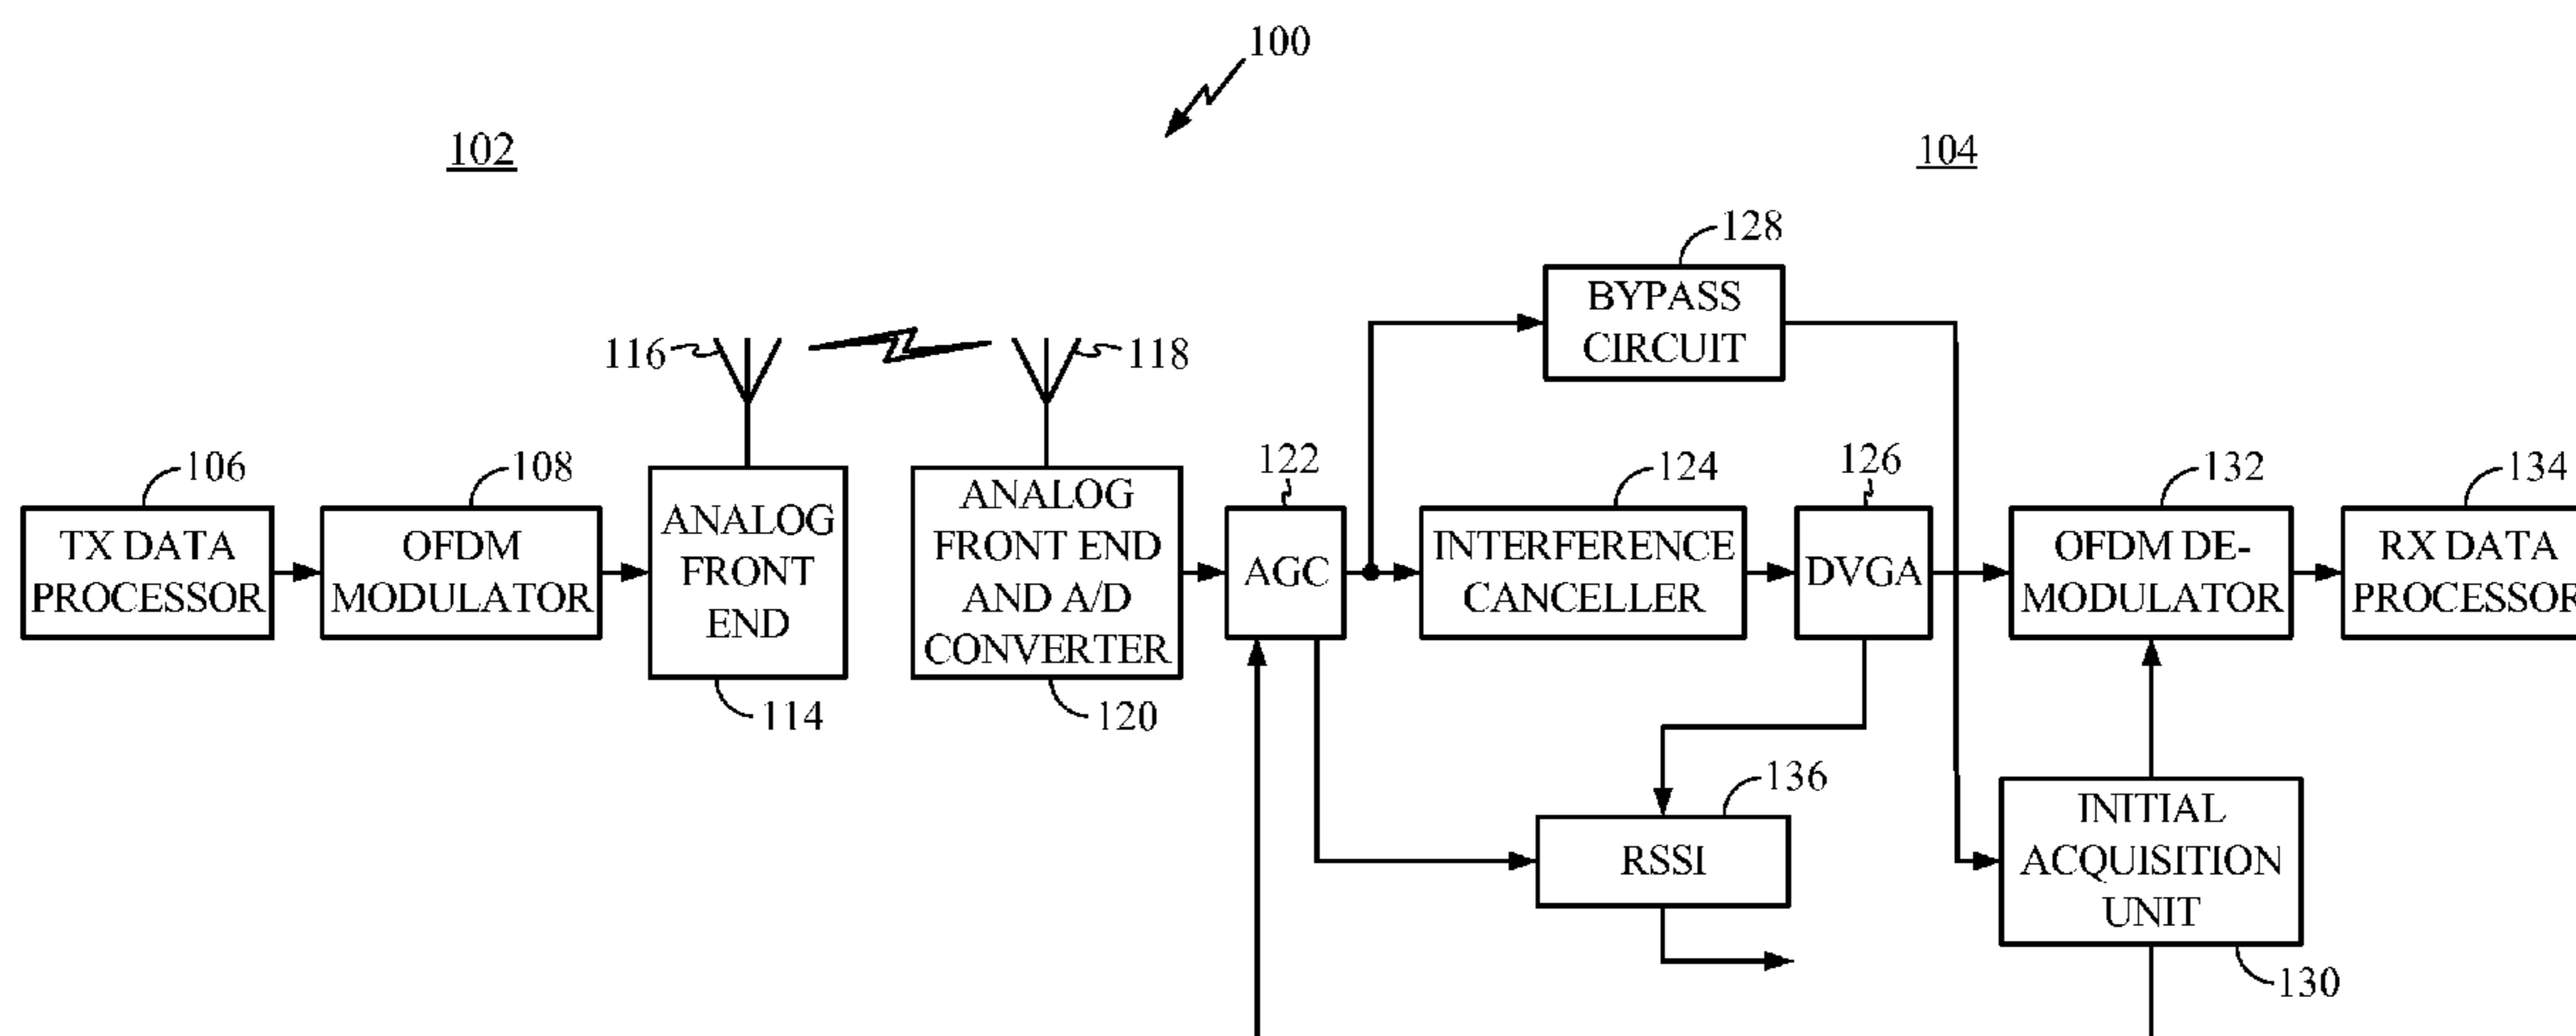 100
102
104
128
BYPASS
CIRCUIT
116
118
106
108
122
124
126
132
134
TX DATA
PROCESSOR
OFDM
MODULATOR
ANALOG
FRONT
END
ANALOG
FRONT END
AND A/D
CONVERTER
AGC
INTERFERENCE
CANCELLER
DVGA
OFDM DE-
MODULATOR
RX DATA
PROCESSOR
114
120
136
RSSI
INITIAL
ACQUISITION
UNIT
130